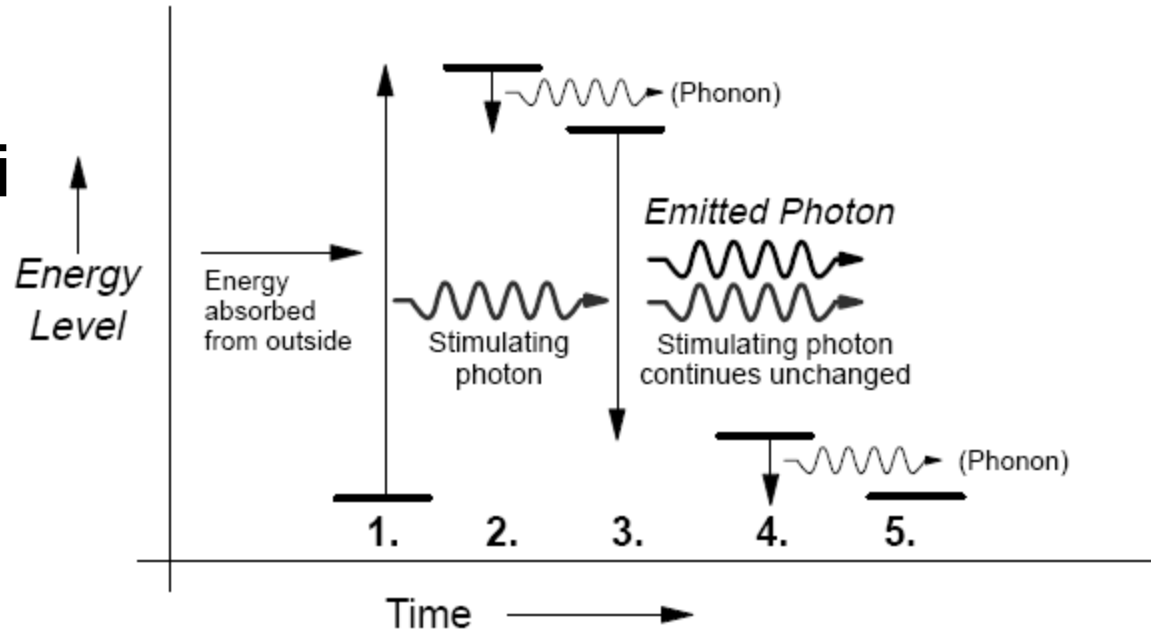 i
Energy
Level
Energy
absorbed
from outside
(Phonon)
Stimulating
photon
Emitted Photon
Stimulating photon
continues unchanged
(Phonon)
1. 2. 3. 4. 5.
Time